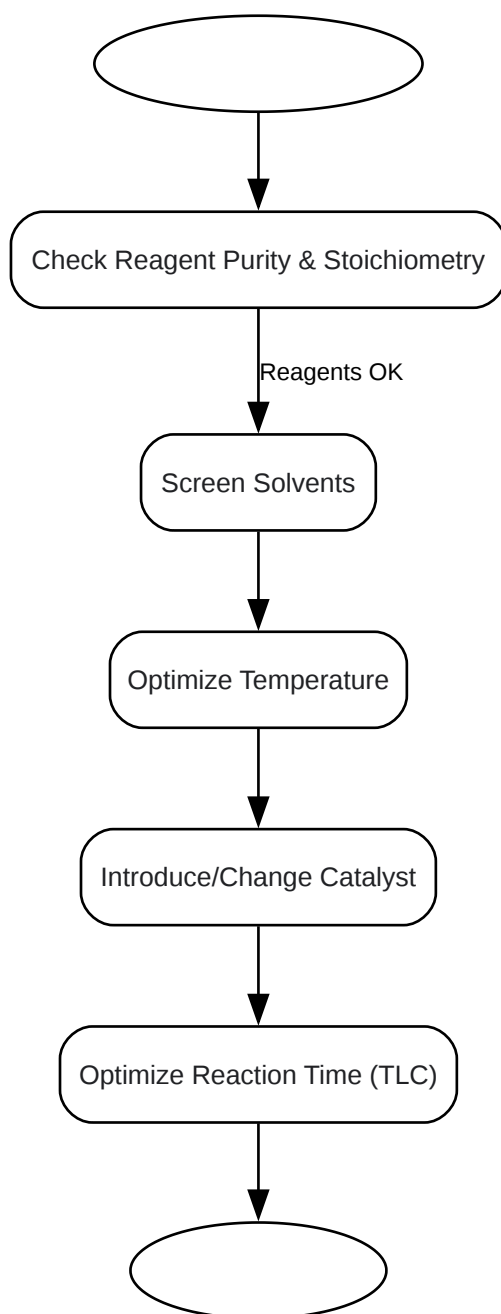 Check Reagent Purity & Stoichiometry
Reagents OK
Screen Solvents
Optimize Temperature
Introduce/Change Catalyst
Optimize Reaction Time (TLC)